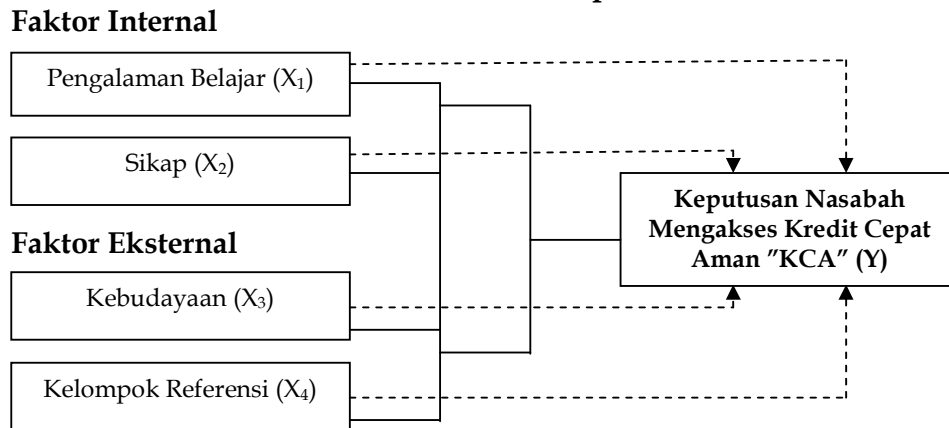 Faktor Internal
Pengalaman Belajar (X₁)
Sikap (X₂)
Faktor Eksternal
Kebudayaan (X₃)
Kelompok Referensi (X₄)
Keputusan Nasabah
Mengakses Kredit Cepat
Aman ”KCA” (Y)